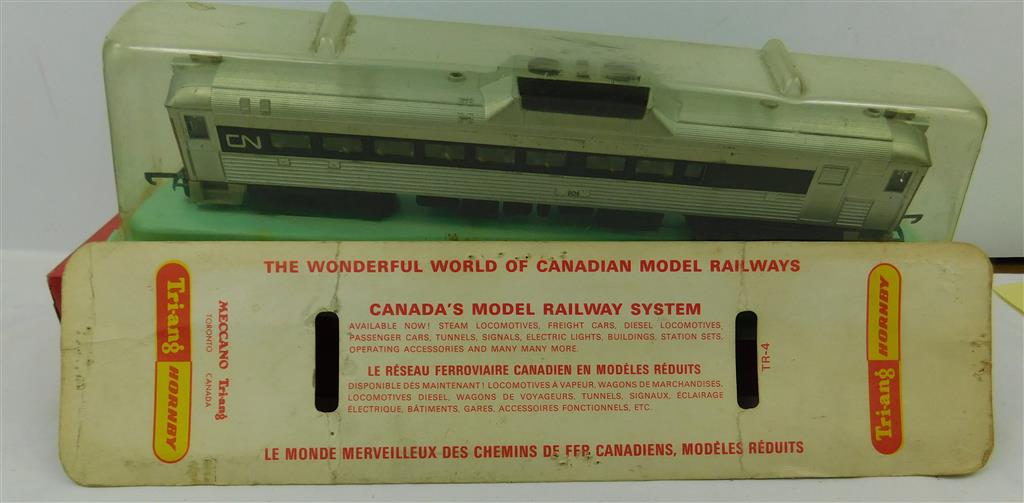 CN
THE WONDERFUL WORLD OF CANADIAN MODEL RAILWAYS
Tri-ang HORNBY
MECCANO Tri-ang
TORONTO CANADA
CANADA'S MODEL RAILWAY SYSTEM
AVAILABLE NOW! STEAM LOCOMOTIVES, FREIGHT CARS, DIESEL LOCOMOTIVES,
PASSENGER CARS, TUNNELS, SIGNALS, ELECTRIC LIGHTS, BUILDINGS, STATION SETS,
OPERATING ACCESSORIES AND MANY MANY MORE.
LE RÉSEAU FERROVIAIRE CANADIEN EN MODÈLES RÉDUITS
DISPONIBLE DÈS MAINTENANT! LOCOMOTIVES À VAPEUR, WAGONS DE MARCHANDISES,
LOCOMOTIVES DIESEL, WAGONS DE VOYAGEURS, TUNNELS, SIGNAUX, ÉCLAIRAGE
ÉLECTRIQUE, BÂTIMENTS, GARES, ACCESSOIRES FONCTIONNELS, ETC.
TR-4
Tri-ang HORNBY
LE MONDE MERVEILLEUX DES CHEMINS DE FER CANADIENS, MODÈLES RÉDUITS